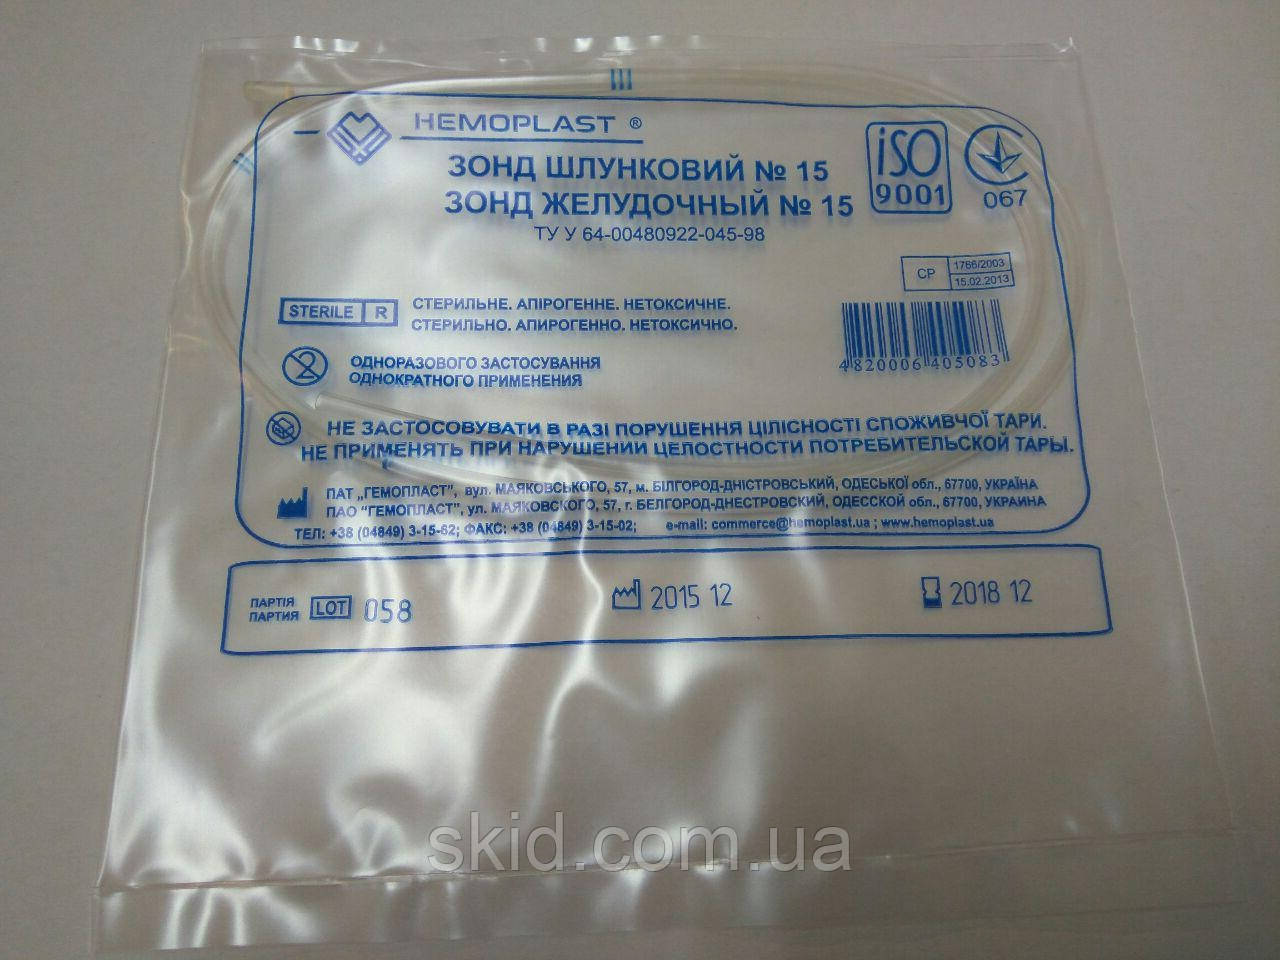 HEMOPLAST ®
ЗОНД ШЛУНКОВИЙ № 15
ЗОНД ЖЕЛУДОЧНЫЙ № 15
ТУ У 64-00480922-045-98
iSO
9001
067
СР
1766/2003
15.02.2013
STERILE R
СТЕРИЛЬНЕ. АПІРОГЕННЕ. НЕТОКСИЧНЕ.
СТЕРИЛЬНО. АПИРОГЕННО. НЕТОКСИЧНО.
4820006405083
2
ОДНОРАЗОВОГО ЗАСТОСУВАННЯ
ОДНОКРАТНОГО ПРИМЕНЕНИЯ
НЕ ЗАСТОСОВУВАТИ В РАЗІ ПОРУШЕННЯ ЦІЛІСНОСТІ СПОЖИВЧОЇ ТАРИ.
НЕ ПРИМЕНЯТЬ ПРИ НАРУШЕНИИ ЦЕЛОСТНОСТИ ПОТРЕБИТЕЛЬСКОЙ ТАРЫ.
ПАТ „ГЕМОПЛАСТ”, вул. МАЯКОВСЬКОГО, 57, м. БІЛГОРОД-ДНІСТРОВСЬКИЙ, ОДЕСЬКОЇ обл., 67700, УКРАЇНА
ПАО “ГЕМОПЛАСТ”, ул. МАЯКОВСКОГО, 57, г. БЕЛГОРОД-ДНЕСТРОВСКИЙ, ОДЕССКОЙ обл., 67700, УКРАИНА
ТЕЛ: +38 (04849) 3-15-62; ФАКС: +38 (04849) 3-15-02; e-mail: commerce@hemoplast.ua ; www.hemoplast.ua
ПАРТІЯ
ПАРТИЯ
LOT 058
2015 12
2018 12
skid.com.ua